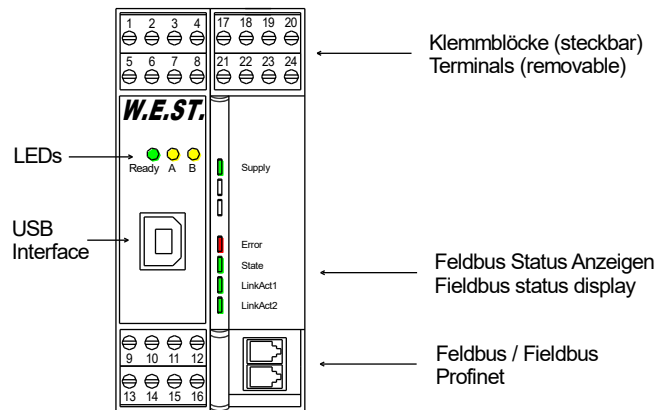 1 2 3 4 17 18 19 20
5 6 7 8 21 22 23 24
Klemmblöcke (steckbar)
Terminals (removable)
W.E.ST.
LEDs
Ready A B
Supply
USB
Interface
Error
State
LinkAct1
LinkAct2
Feldbus Status Anzeigen
Fieldbus status display
9 10 11 12
13 14 15 16
Feldbus / Fieldbus
Profinet